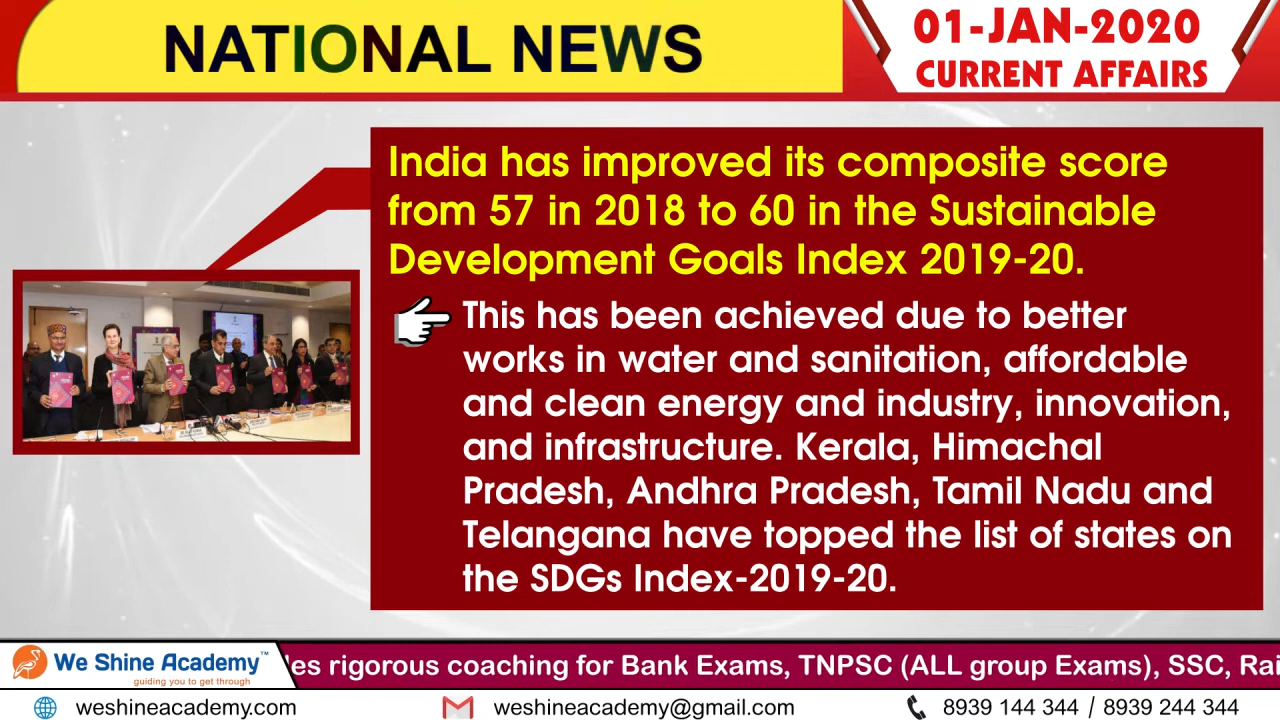 NATIONAL NEWS
01-JAN-2020
CURRENT AFFAIRS
India has improved its composite score
from 57 in 2018 to 60 in the Sustainable
Development Goals Index 2019-20.
This has been achieved due to better
works in water and sanitation, affordable
and clean energy and industry, innovation,
and infrastructure. Kerala, Himachal
Pradesh, Andhra Pradesh, Tamil Nadu and
Telangana have topped the list of states on
the SDGs Index-2019-20.
We Shine Academy™
guiding you to get through
les rigorous coaching for Bank Exams, TNPSC (ALL group Exams), SSC, Rai
weshineacademy.com
weshineacademy@gmail.com
8939 144 344 / 8939 244 344